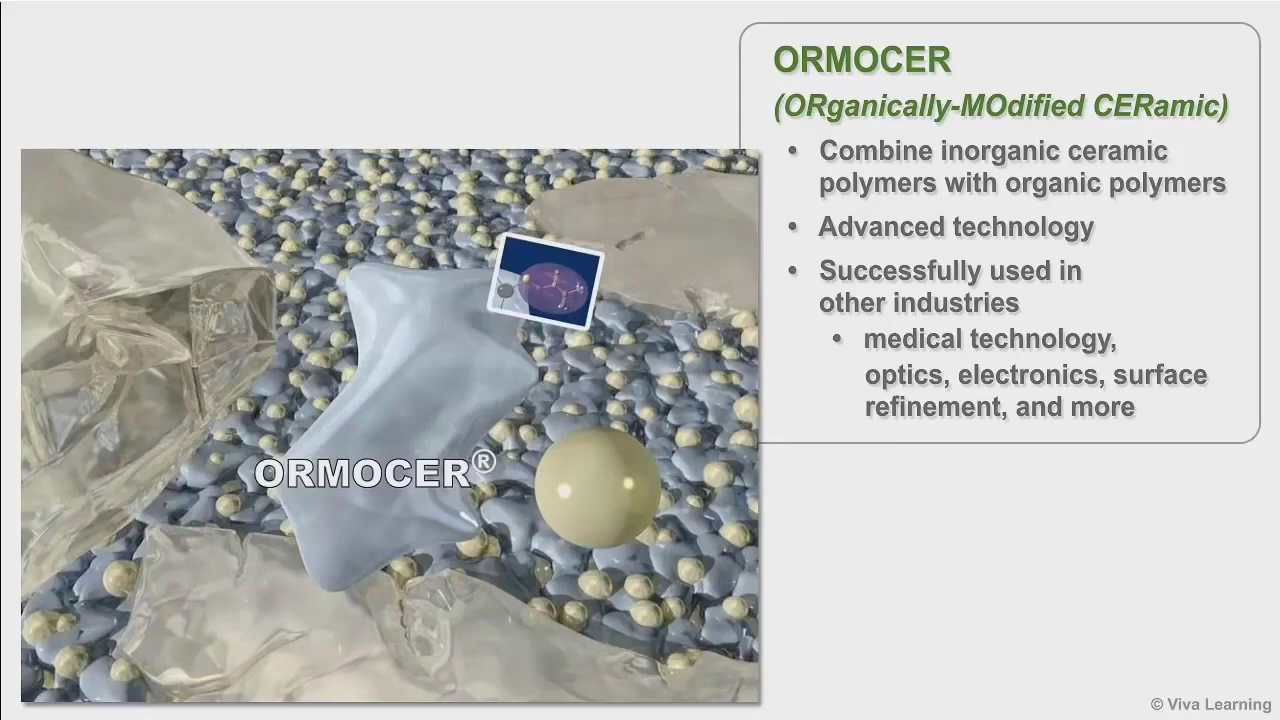 ORMOCER
(ORganically-MOdified CERamic)
• Combine inorganic ceramic
polymers with organic polymers
• Advanced technology
• Successfully used in
other industries
• medical technology,
optics, electronics, surface
refinement, and more
ORMOCER®
© Viva Learning